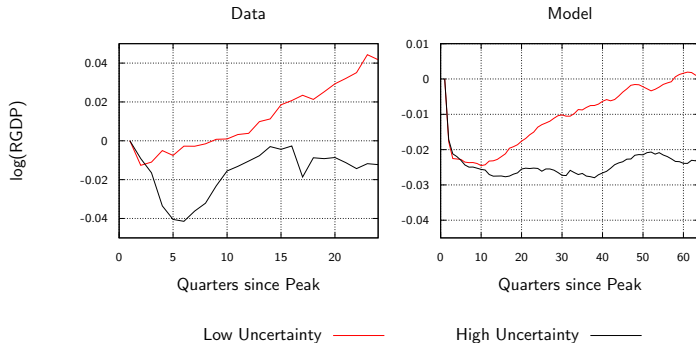 Data
Model
log(RGDP)
0.04
0.02
0
-0.02
-0.04
0 5 10 15 20
Quarters since Peak
0.01
0
-0.01
-0.02
-0.03
-0.04
0 10 20 30 40 50 60
Quarters since Peak
Low Uncertainty
High Uncertainty